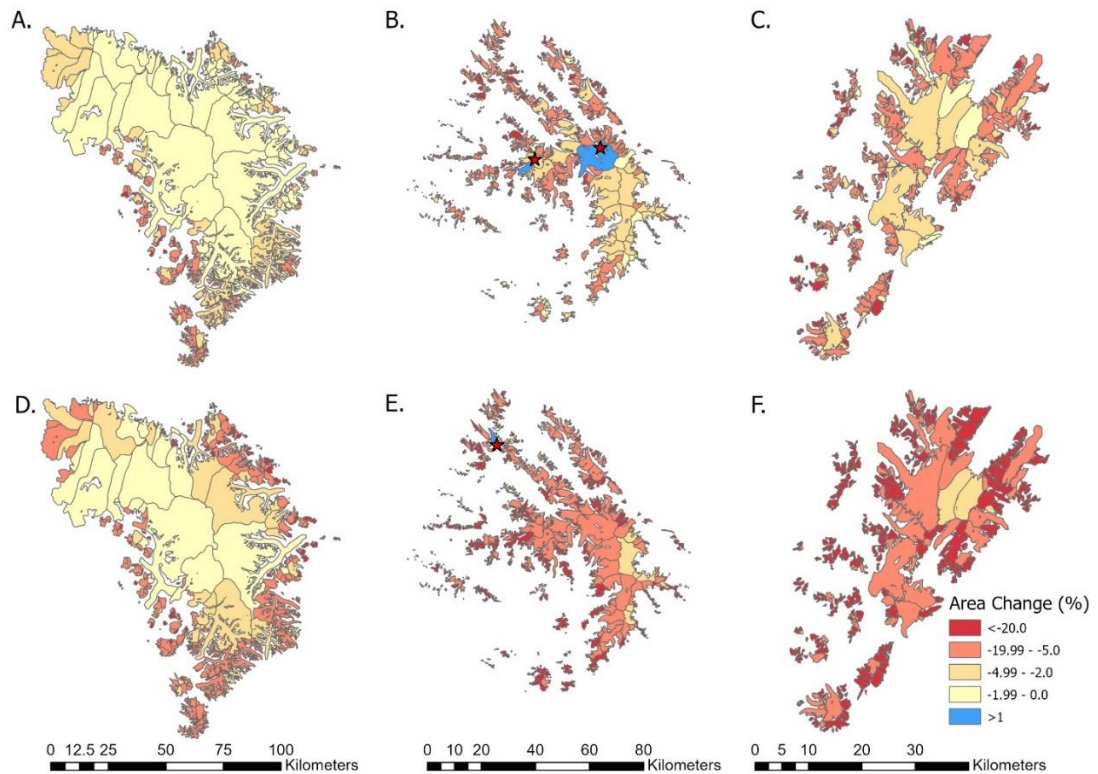 A.
B.
C.
D.
E.
F.
Area Change (%)
<-20.0
-19.99 - -5.0
-4.99 - -2.0
-1.99 - 0.0
>1
0 12.5 25 50 75 100
Kilometers
0 20 40 60 80
Kilometers
0 5 10 20 30
Kilometers